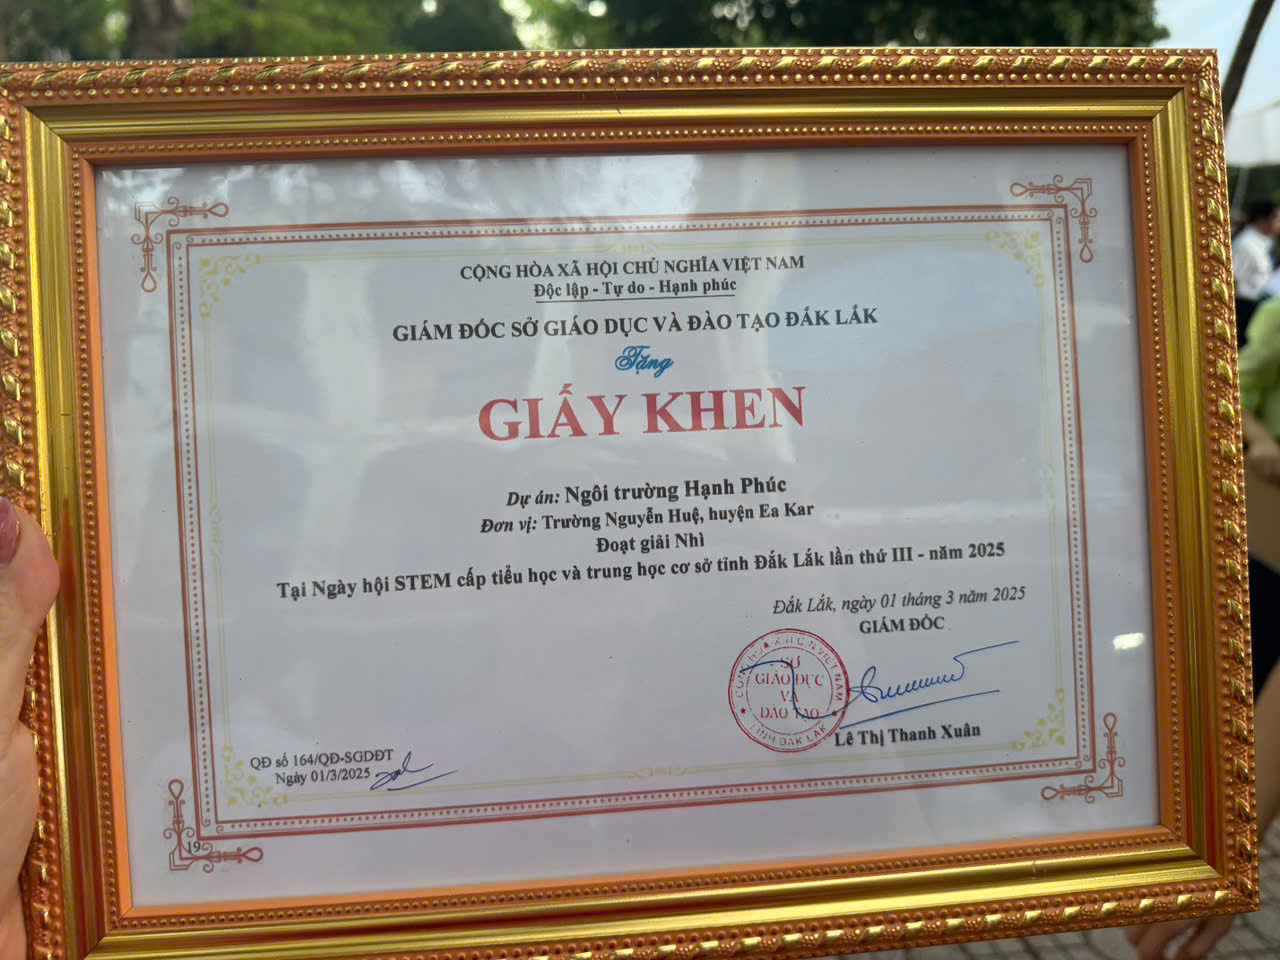 CỘNG HÒA XÃ HỘI CHỦ NGHĨA VIỆT NAM
Độc lập - Tự do - Hạnh phúc
GIÁM ĐỐC SỞ GIÁO DỤC VÀ ĐÀO TẠO ĐẮK LẮK
Tặng
GIẤY KHEN
Dự án: Ngôi trường Hạnh Phúc
Đơn vị: Trường Nguyễn Huệ, huyện Ea Kar
Đoạt giải Nhì
Tại Ngày hội STEM cấp tiểu học và trung học cơ sở tỉnh Đắk Lắk lần thứ III - năm 2025
Đắk Lắk, ngày 01 tháng 3 năm 2025
GIÁM ĐỐC
SỞ
GIÁO DỤC
VÀ
ĐÀO TẠO
TỈNH ĐẮK LẮK
Lê Thị Thanh Xuân
QĐ số 164/QĐ-SGDĐT
Ngày 01/3/2025
19